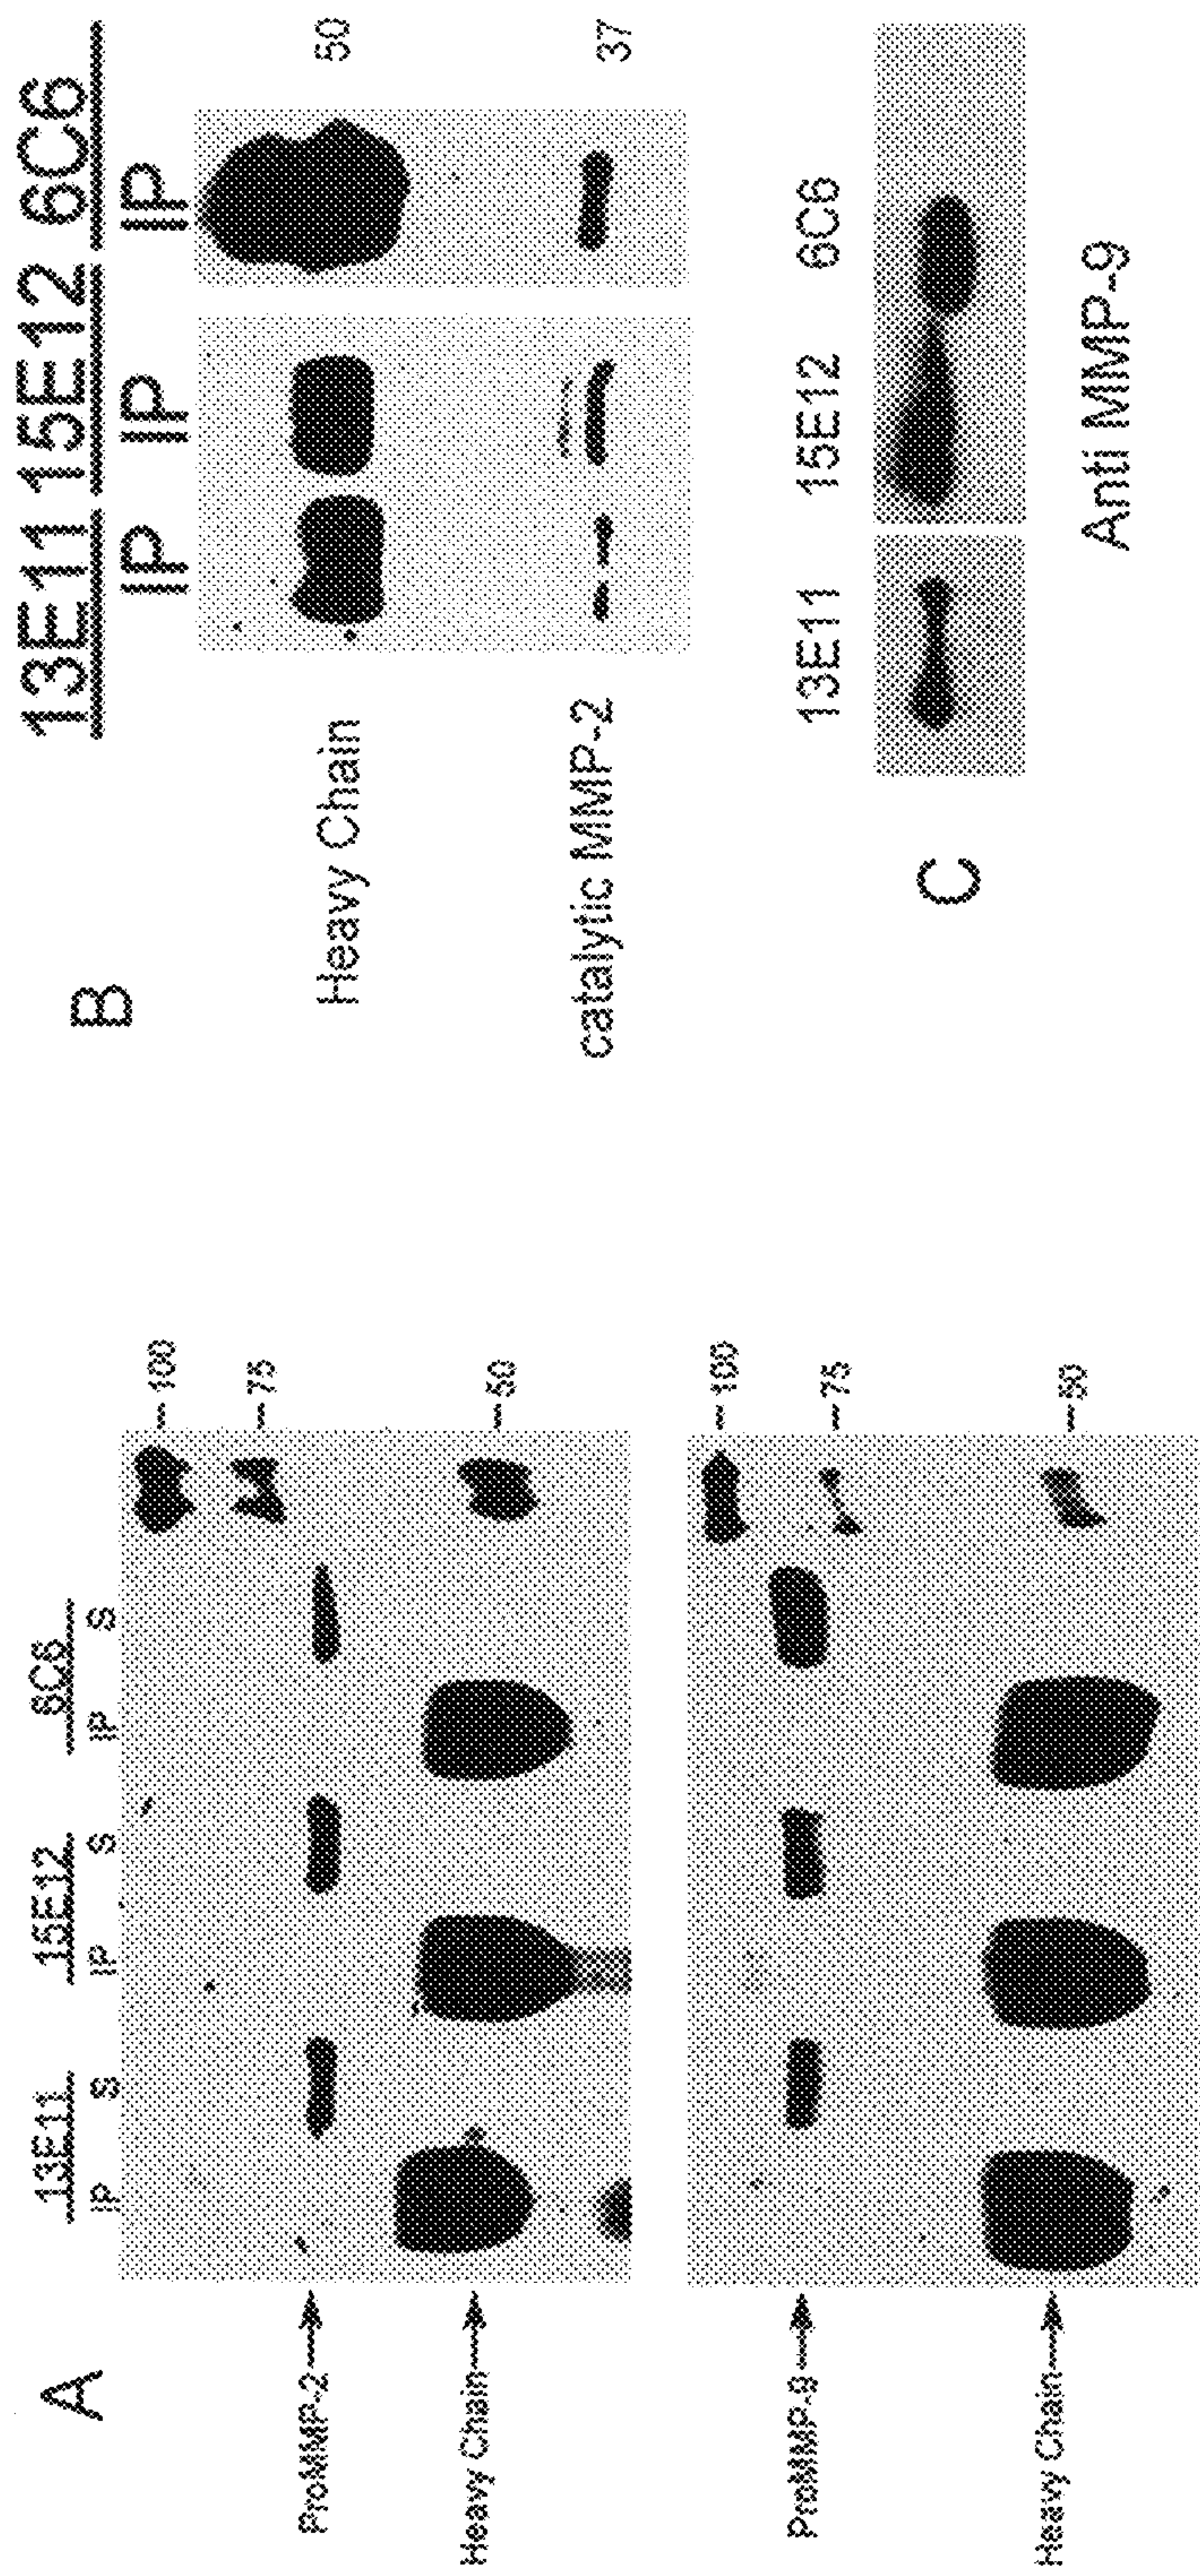 A
13E11 15E12 6C6
IP S IP S IP S
ProMMP-2
Heavy Chain
100
75
50
ProMMP-9
Heavy Chain
100
75
50
B
13E11 15E12 6C6
IP IP IP
Heavy Chain
50
catalytic MMP-2
37
C
13E11 15E12 6C6
Anti MMP-9